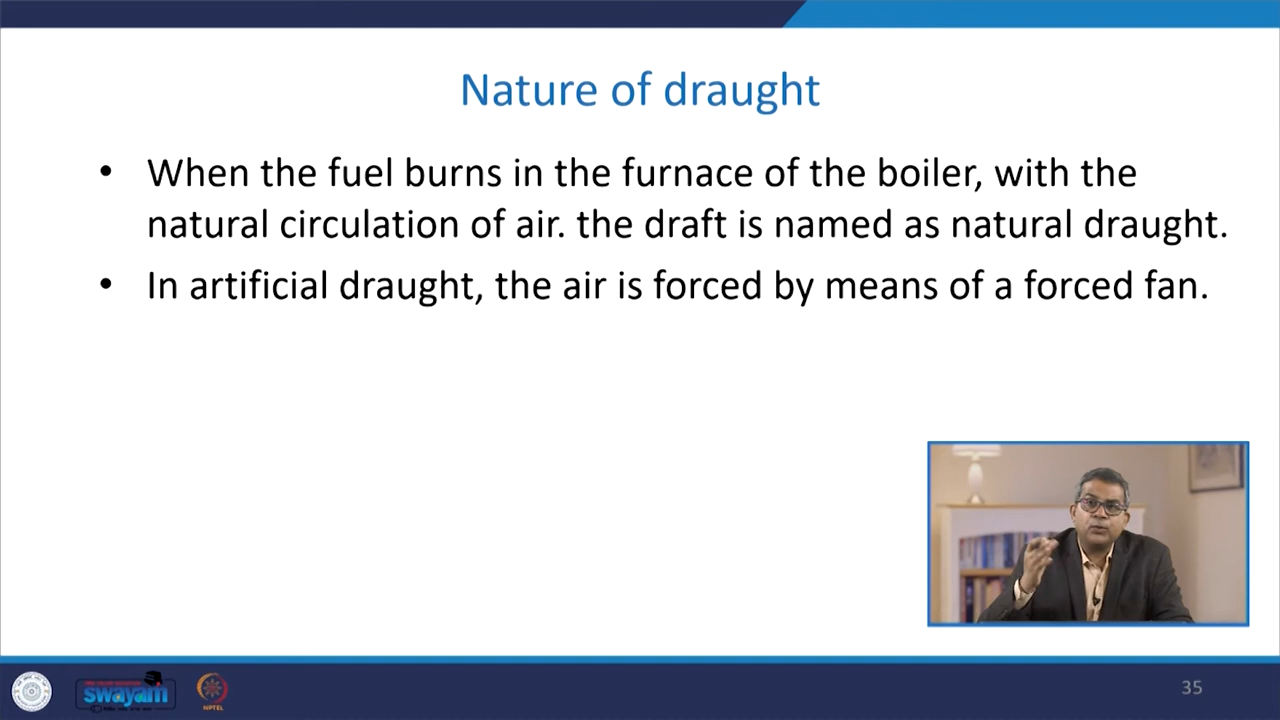 Nature of draught
• When the fuel burns in the furnace of the boiler, with the
natural circulation of air. the draft is named as natural draught.
• In artificial draught, the air is forced by means of a forced fan.
swayam
NPTEL
35